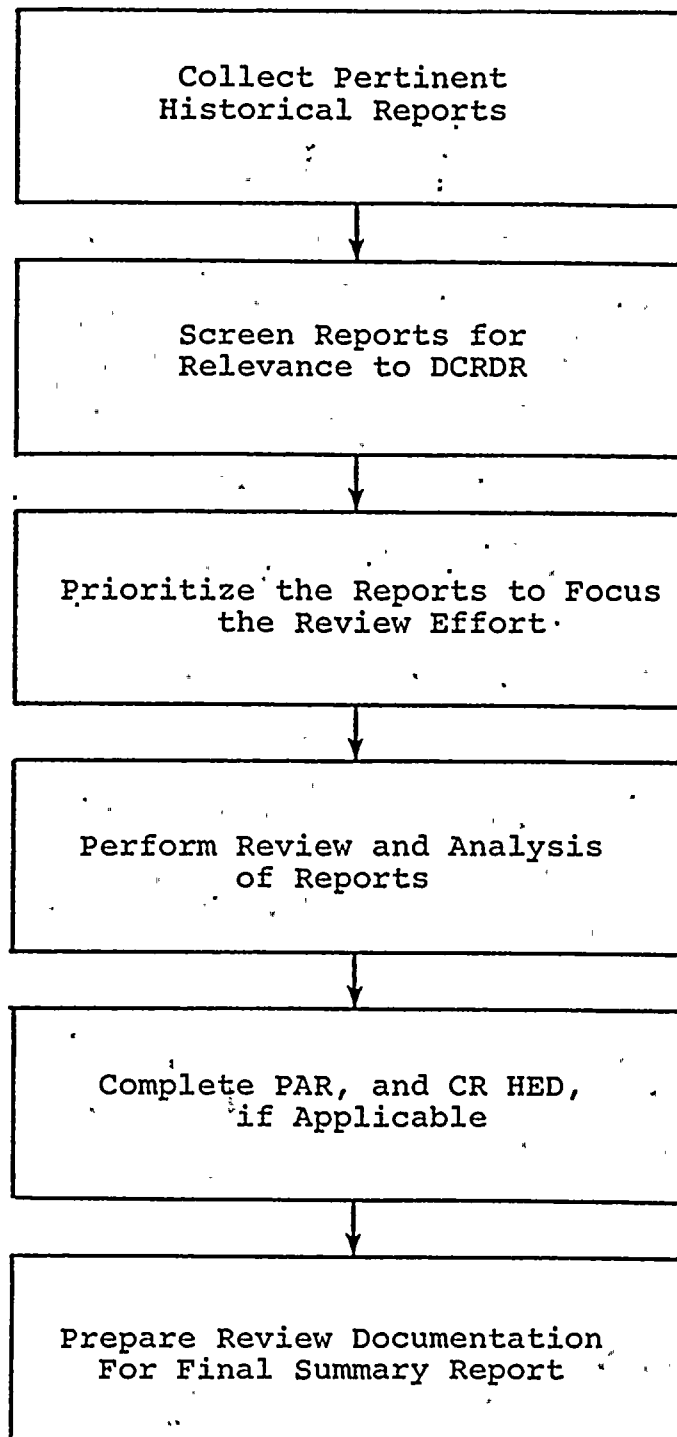 Collect Pertinent
Historical Reports
Screen Reports for
Relevance to DCRDR
Prioritize the Reports to Focus
the Review Effort
Perform Review and Analysis
of Reports
Complete PAR, and CR HED,
if Applicable
Prepare Review Documentation
For Final Summary Report